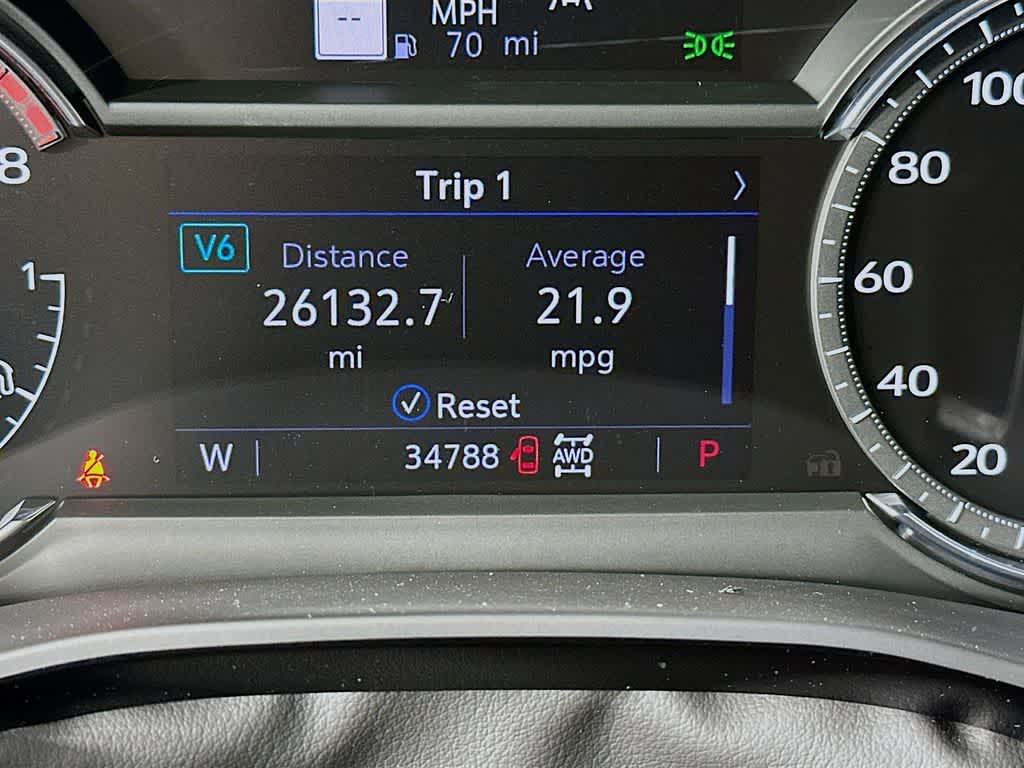 -- MPH
70 mi
100
8
Trip 1
80
V6 Distance Average
1
26132.7 21.9
60
mi mpg
40
Reset
W 34788 AWD P 20